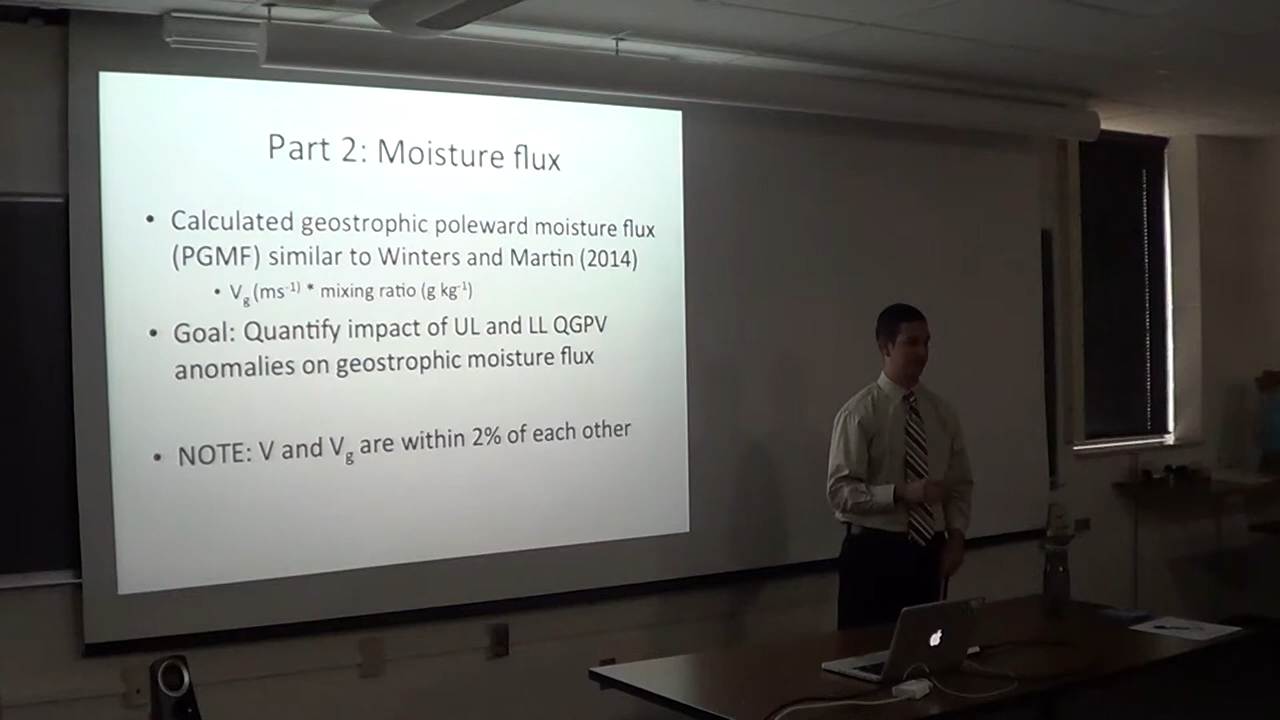 Part 2: Moisture flux
• Calculated geostrophic poleward moisture flux
(PGMF) similar to Winters and Martin (2014)
• Vg (ms-1) * mixing ratio (g kg-1)
• Goal: Quantify impact of UL and LL QGPV
anomalies on geostrophic moisture flux
• NOTE: V and Vg are within 2% of each other